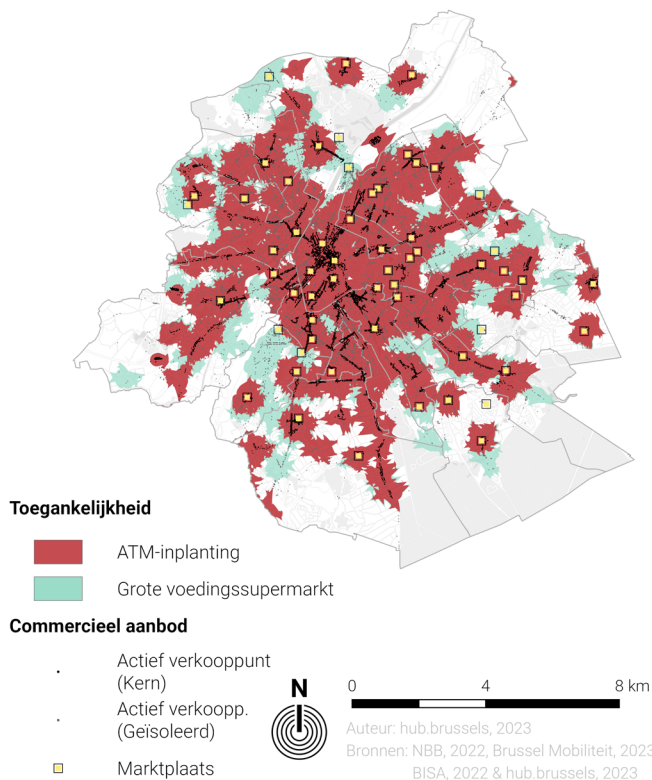 Toegankelijkheid
ATM-inplanting
Grote voedingssupermarkt
Commercieel aanbod
Actief verkooppunt
(Kern)
Actief verkoopp.
(Geïsoleerd)
Marktplaats
N
0 4 8 km
Auteur: hub.brussels, 2023
Bronnen: NBB, 2022, Brussel Mobiliteit, 2023
BISA, 2022 & hub.brussels, 2023